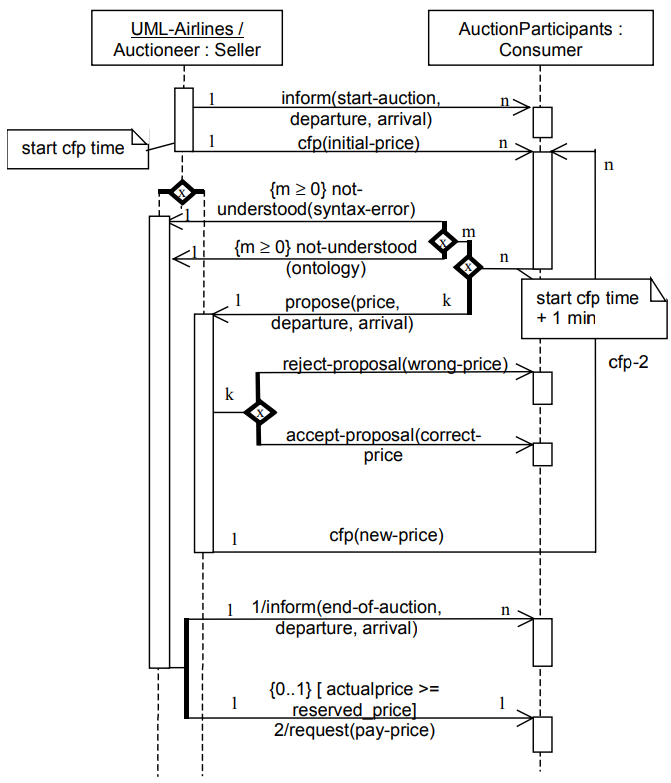 UML-Airlines /
Auctioneer : Seller
AuctionParticipants :
Consumer
l
inform(start-auction,
departure, arrival)
n
start cfp time
l
cfp(initial-price)
n
n
x
{m ≥ 0} not-
understood(syntax-error)
l
m
x
{m ≥ 0} not-understood
(ontology)
l
x
n
start cfp time
+ 1 min
l
propose(price,
departure, arrival)
k
cfp-2
reject-proposal(wrong-price)
k
x
accept-proposal(correct-
price
l
cfp(new-price)
l
1/inform(end-of-auction,
departure, arrival)
n
{0..1} [ actualprice >=
reserved_price]
l
l
2/request(pay-price)